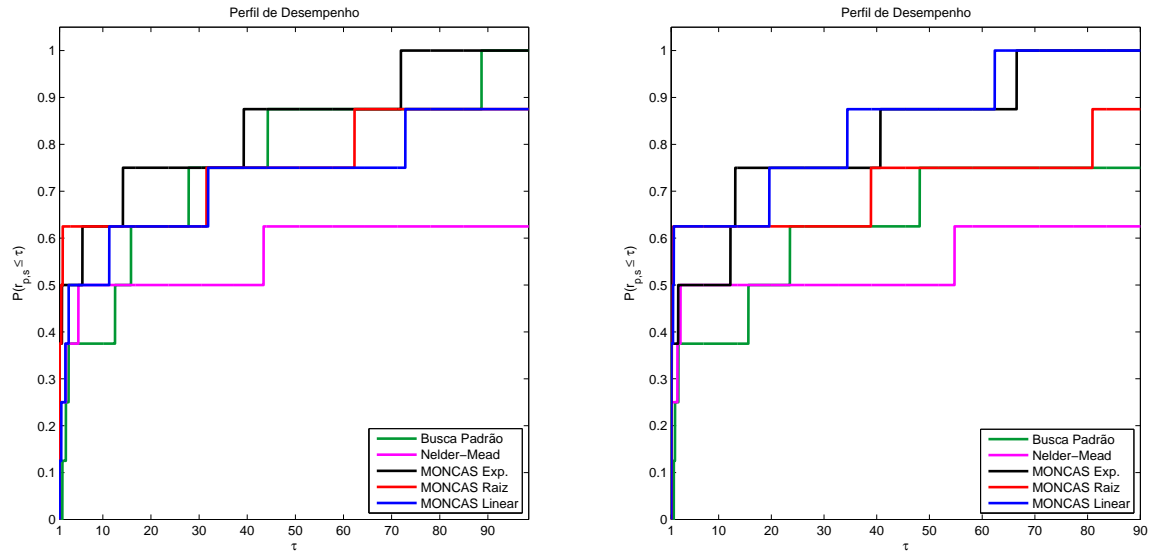 Perfil de Desempenho
1
0.9
0.8
0.7
0.6
0.5
0.4
0.3
0.2
0.1
0
P(r_{p,s} ≤ τ)
1 10 20 30 40 50 60 70 80 90
τ
Busca Padrão
Nelder−Mead
MONCAS Exp.
MONCAS Raiz
MONCAS Linear
Perfil de Desempenho
1
0.9
0.8
0.7
0.6
0.5
0.4
0.3
0.2
0.1
0
P(r_{p,s} ≤ τ)
1 10 20 30 40 50 60 70 80 90
τ
Busca Padrão
Nelder−Mead
MONCAS Exp.
MONCAS Raiz
MONCAS Linear